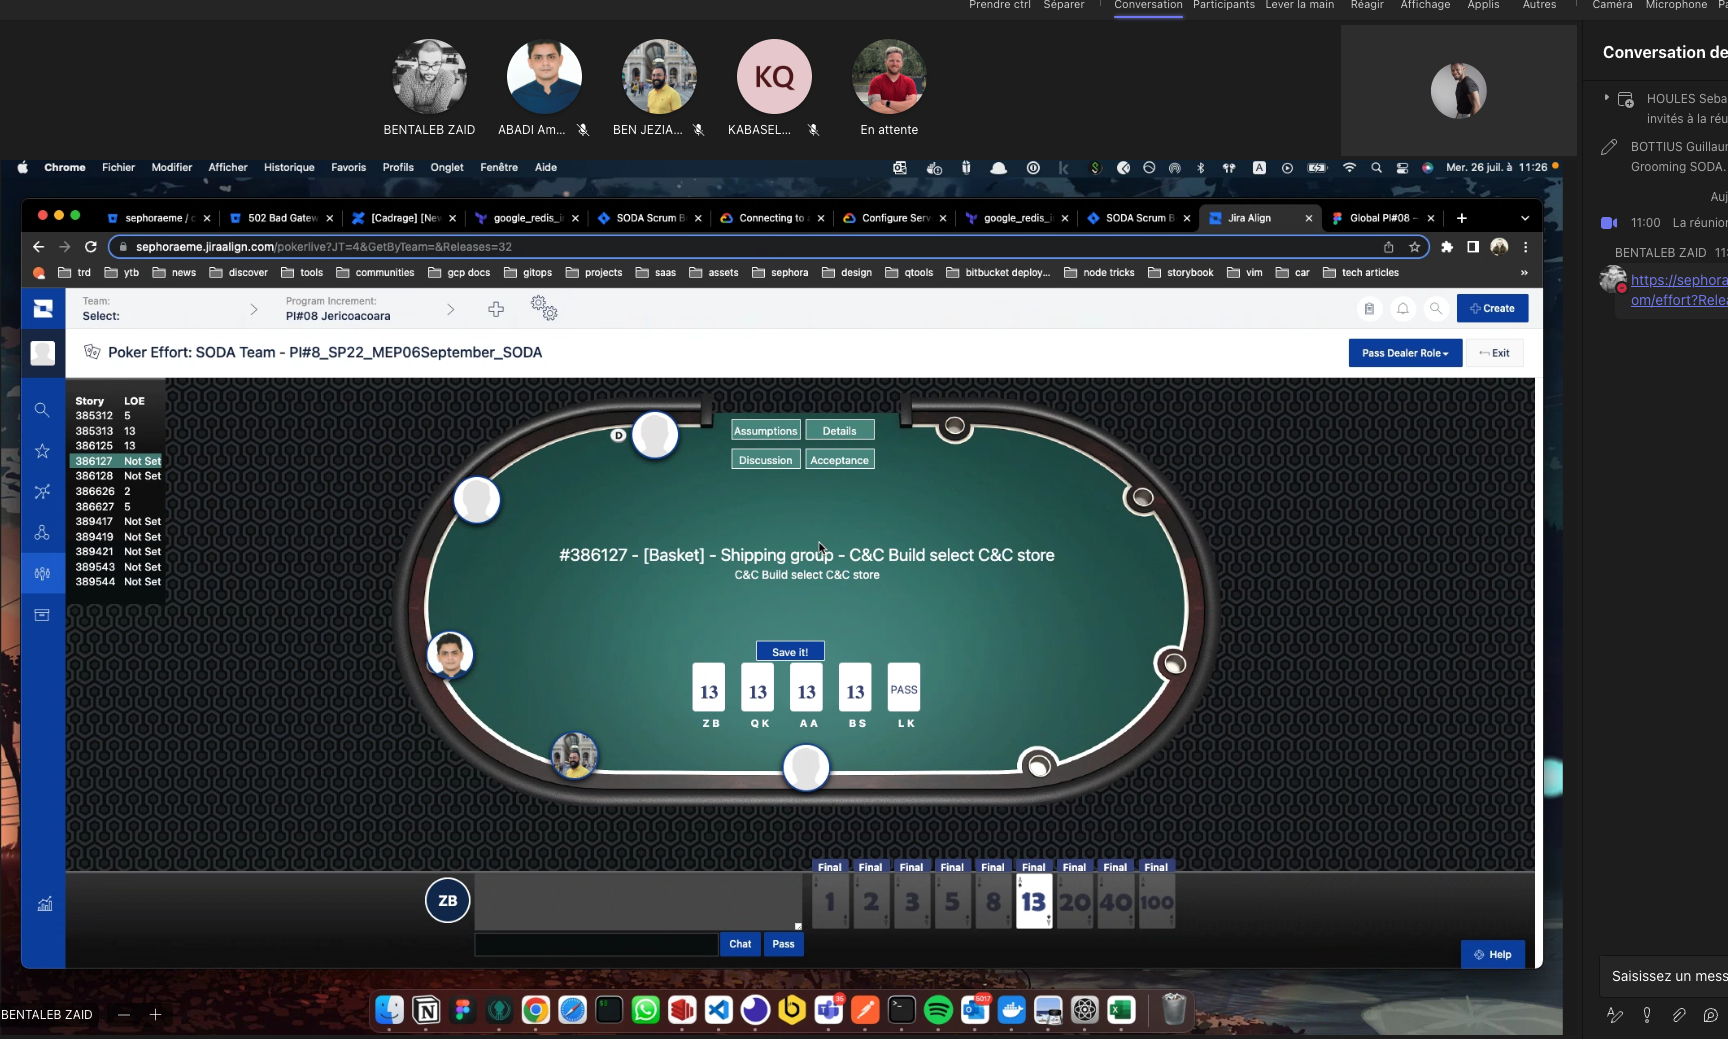 Prendre ctrl Séparer Conversation Participants Lever la main Réagir Affichage Applis Autres Caméra Microphone
KQ
BENTALEB ZAID ABADI Am... BEN JEZIA... KABASEL... En attente
Conversation de
HOULES Seba
invités à la réu
BOTTIUS Guillau
Grooming SODA.
Auj
11:00 La réunion
BENTALEB ZAID 11:
https://sephora
om/effort?Relea
Chrome Fichier Modifier Afficher Historique Favoris Profils Onglet Fenêtre Aide Mer. 26 juil. à 11:26
sephoraeme / c 502 Bad Gatew [Cadrage] [Nev google_redis_i SODA Scrum B Connecting to Configure Serv google_redis_i SODA Scrum B Jira Align Global PI#08 -
sephoraeme.jiraalign.com/pokerlive?JT=4&GetByTeam=&Releases=32
trd ytb news discover tools communities gcp docs gitops projects saas assets sephora design qtools bitbucket deploy... node tricks storybook vim car tech articles »
Team:
Select:
Program Increment:
PI#08 Jericoacoara
Create
Poker Effort: SODA Team - PI#8_SP22_MEP06September_SODA
Pass Dealer Role
Exit
Story LOE
385312 5
385313 13
386125 13
386127 Not Set
386128 Not Set
386626 2
386627 5
389417 Not Set
389419 Not Set
389421 Not Set
389543 Not Set
389544 Not Set
D
Assumptions Details
Discussion Acceptance
#386127 - [Basket] - Shipping group - C&C Build select C&C store
C&C Build select C&C store
Save it!
13 13 13 13 PASS
ZB QK AA BS LK
Final Final Final Final Final Final Final Final Final
1 2 3 5 8 13 20 40 100
ZB
Chat Pass
Help
Saisissez un mess
BENTALEB ZAID
35
5017